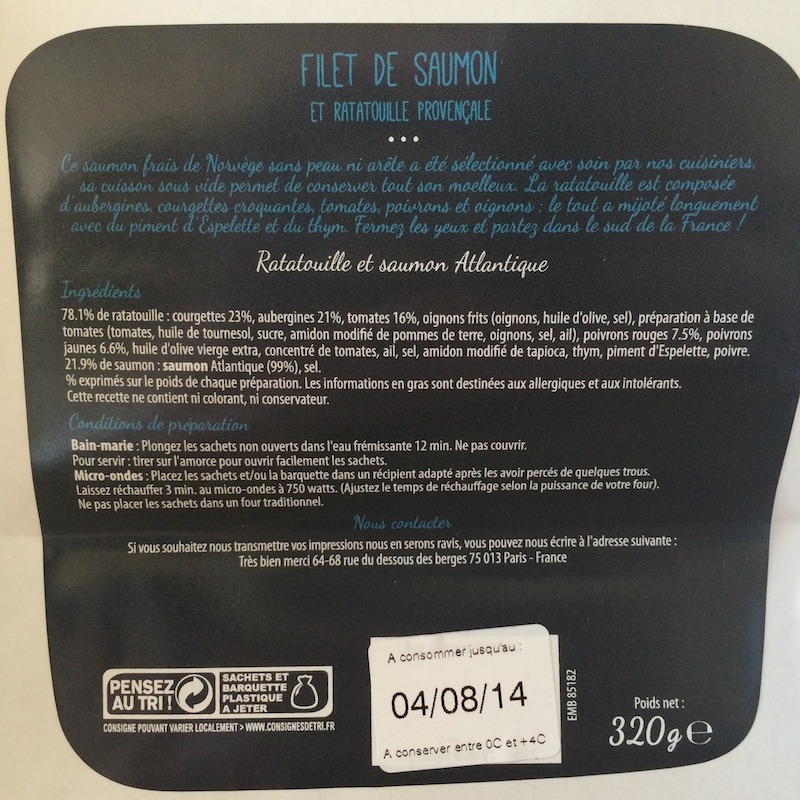 FILET DE SAUMON
ET RATATOUILLE PROVENÇALE
Ce saumon frais de Norvège sans peau ni arête a été sélectionné avec soin par nos cuisiniers,
sa cuisson sous vide permet de conserver tout son moelleux. La ratatouille est composée
d'aubergines, courgettes croquantes, tomates, poivrons et oignons : le tout a mijoté longuement
avec du piment d'Espelette et du thym. Fermez les yeux et partez dans le sud de la France !
Ratatouille et saumon Atlantique
Ingrédients
78.1% de ratatouille : courgettes 23%, aubergines 21%, tomates 16%, oignons frits (oignons, huile d'olive, sel), préparation à base de
tomates (tomates, huile de tournesol, sucre, amidon modifié de pommes de terre, oignons, sel, ail), poivrons rouges 7.5%, poivrons
jaunes 6.6%, huile d'olive vierge extra, concentré de tomates, ail, sel, amidon modifié de tapioca, thym, piment d'Espelette, poivre.
21.9% de saumon : saumon Atlantique (99%), sel.
% exprimés sur le poids de chaque préparation. Les informations en gras sont destinées aux allergiques et aux intolérants.
Cette recette ne contient ni colorant, ni conservateur.
Conditions de préparation
Bain-marie : Plongez les sachets non ouverts dans l'eau frémissante 12 min. Ne pas couvrir.
Pour servir : tirer sur l'amorce pour ouvrir facilement les sachets.
Micro-ondes : Placez les sachets et/ou la barquette dans un récipient adapté après les avoir percés de quelques trous.
Laissez réchauffer 3 min. au micro-ondes à 750 watts. (Ajustez le temps de réchauffage selon la puissance de votre four).
Ne pas placer les sachets dans un four traditionnel.
Nous contacter
Si vous souhaitez nous transmettre vos impressions nous en serons ravis, vous pouvez nous écrire à l'adresse suivante :
Très bien merci 64-68 rue du dessous des berges 75 013 Paris - France
PENSEZ
AU TRI !
SACHETS ET
BARQUETTE
PLASTIQUE
A JETER
CONSIGNE POUVANT VARIER LOCALEMENT > WWW.CONSIGNESDETRI.FR
A consommer jusqu'au :
04/08/14
A conserver entre 0C et +4C
EMB 85182
Poids net :
320g e